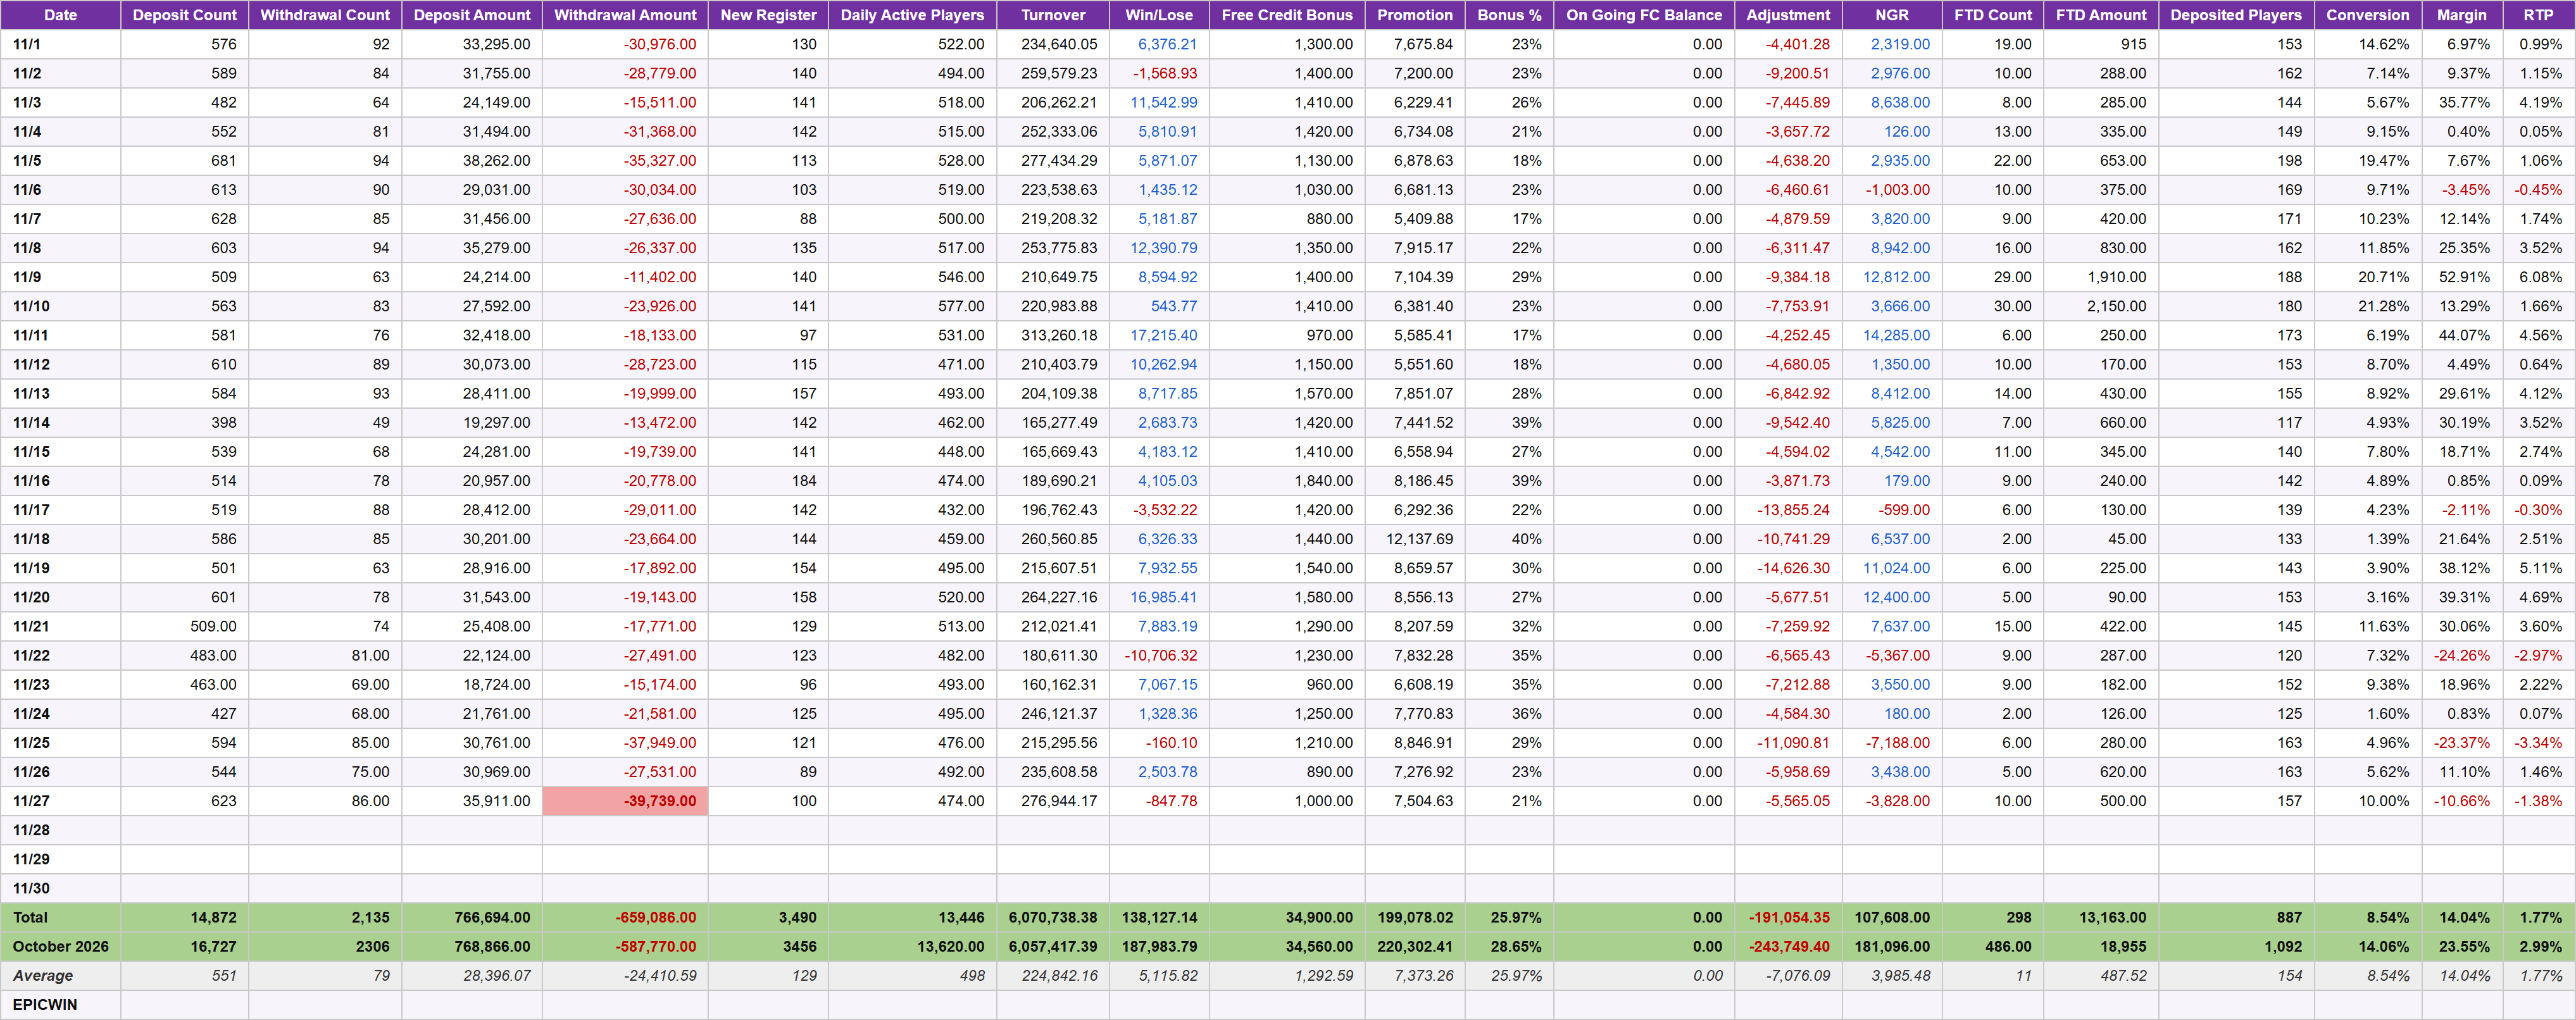 Date Deposit Count Withdrawal Count Deposit Amount Withdrawal Amount New Register Daily Active Players Turnover Win/Lose Free Credit Bonus Promotion Bonus % On Going FC Balance Adjustment NGR FTD Count FTD Amount Deposited Players Conversion Margin RTP
11/1 576 92 33,295.00 -30,976.00 130 522.00 234,640.05 6,376.21 1,300.00 7,675.84 23% 0.00 -4,401.28 2,319.00 19.00 915 153 14.62% 6.97% 0.99%
11/2 589 84 31,755.00 -28,779.00 140 494.00 259,579.23 -1,568.93 1,400.00 7,200.00 23% 0.00 -9,200.51 2,976.00 10.00 288.00 162 7.14% 9.37% 1.15%
11/3 482 64 24,149.00 -15,511.00 141 518.00 206,262.21 11,542.99 1,410.00 6,229.41 26% 0.00 -7,445.89 8,638.00 8.00 285.00 144 5.67% 35.77% 4.19%
11/4 552 81 31,494.00 -31,368.00 142 515.00 252,333.06 5,810.91 1,420.00 6,734.08 21% 0.00 -3,657.72 126.00 13.00 335.00 149 9.15% 0.40% 0.05%
11/5 681 94 38,262.00 -35,327.00 113 528.00 277,434.29 5,871.07 1,130.00 6,878.63 18% 0.00 -4,638.20 2,935.00 22.00 653.00 198 19.47% 7.67% 1.06%
11/6 613 90 29,031.00 -30,034.00 103 519.00 223,538.63 1,435.12 1,030.00 6,681.13 23% 0.00 -6,460.61 -1,003.00 10.00 375.00 169 9.71% -3.45% -0.45%
11/7 628 85 31,456.00 -27,636.00 88 500.00 219,208.32 5,181.87 880.00 5,409.88 17% 0.00 -4,879.59 3,820.00 9.00 420.00 171 10.23% 12.14% 1.74%
11/8 603 94 35,279.00 -26,337.00 135 517.00 253,775.83 12,390.79 1,350.00 7,915.17 22% 0.00 -6,311.47 8,942.00 16.00 830.00 162 11.85% 25.35% 3.52%
11/9 509 63 24,214.00 -11,402.00 140 546.00 210,649.75 8,594.92 1,400.00 7,104.39 29% 0.00 -9,384.18 12,812.00 29.00 1,910.00 188 20.71% 52.91% 6.08%
11/10 563 83 27,592.00 -23,926.00 141 577.00 220,983.88 543.77 1,410.00 6,381.40 23% 0.00 -7,753.91 3,666.00 30.00 2,150.00 180 21.28% 13.29% 1.66%
11/11 581 76 32,418.00 -18,133.00 97 531.00 313,260.18 17,215.40 970.00 5,585.41 17% 0.00 -4,252.45 14,285.00 6.00 250.00 173 6.19% 44.07% 4.56%
11/12 610 89 30,073.00 -28,723.00 115 471.00 210,403.79 10,262.94 1,150.00 5,551.60 18% 0.00 -4,680.05 1,350.00 10.00 170.00 153 8.70% 4.49% 0.64%
11/13 584 93 28,411.00 -19,999.00 157 493.00 204,109.38 8,717.85 1,570.00 7,851.07 28% 0.00 -6,842.92 8,412.00 14.00 430.00 155 8.92% 29.61% 4.12%
11/14 398 49 19,297.00 -13,472.00 142 462.00 165,277.49 2,683.73 1,420.00 7,441.52 39% 0.00 -9,542.40 5,825.00 7.00 660.00 117 4.93% 30.19% 3.52%
11/15 539 68 24,281.00 -19,739.00 141 448.00 165,669.43 4,183.12 1,410.00 6,558.94 27% 0.00 -4,594.02 4,542.00 11.00 345.00 140 7.80% 18.71% 2.74%
11/16 514 78 20,957.00 -20,778.00 184 474.00 189,690.21 4,105.03 1,840.00 8,186.45 39% 0.00 -3,871.73 179.00 9.00 240.00 142 4.89% 0.85% 0.09%
11/17 519 88 28,412.00 -29,011.00 142 432.00 196,762.43 -3,532.22 1,420.00 6,292.36 22% 0.00 -13,855.24 -599.00 6.00 130.00 139 4.23% -2.11% -0.30%
11/18 586 85 30,201.00 -23,664.00 144 459.00 260,560.85 6,326.33 1,440.00 12,137.69 40% 0.00 -10,741.29 6,537.00 2.00 45.00 133 1.39% 21.64% 2.51%
11/19 501 63 28,916.00 -17,892.00 154 495.00 215,607.51 7,932.55 1,540.00 8,659.57 30% 0.00 -14,626.30 11,024.00 6.00 225.00 143 3.90% 38.12% 5.11%
11/20 601 78 31,543.00 -19,143.00 158 520.00 264,227.16 16,985.41 1,580.00 8,556.13 27% 0.00 -5,677.51 12,400.00 5.00 90.00 153 3.16% 39.31% 4.69%
11/21 509.00 74 25,408.00 -17,771.00 129 513.00 212,021.41 7,883.19 1,290.00 8,207.59 32% 0.00 -7,259.92 7,637.00 15.00 422.00 145 11.63% 30.06% 3.60%
11/22 483.00 81.00 22,124.00 -27,491.00 123 482.00 180,611.30 -10,706.32 1,230.00 7,832.28 35% 0.00 -6,565.43 -5,367.00 9.00 287.00 120 7.32% -24.26% -2.97%
11/23 463.00 69.00 18,724.00 -15,174.00 96 493.00 160,162.31 7,067.15 960.00 6,608.19 35% 0.00 -7,212.88 3,550.00 9.00 182.00 152 9.38% 18.96% 2.22%
11/24 427 68.00 21,761.00 -21,581.00 125 495.00 246,121.37 1,328.36 1,250.00 7,770.83 36% 0.00 -4,584.30 180.00 2.00 126.00 125 1.60% 0.83% 0.07%
11/25 594 85.00 30,761.00 -37,949.00 121 476.00 215,295.56 -160.10 1,210.00 8,846.91 29% 0.00 -11,090.81 -7,188.00 6.00 280.00 163 4.96% -23.37% -3.34%
11/26 544 75.00 30,969.00 -27,531.00 89 492.00 235,608.58 2,503.78 890.00 7,276.92 23% 0.00 -5,958.69 3,438.00 5.00 620.00 163 5.62% 11.10% 1.46%
11/27 623 86.00 35,911.00 -39,739.00 100 474.00 276,944.17 -847.78 1,000.00 7,504.63 21% 0.00 -5,565.05 -3,828.00 10.00 500.00 157 10.00% -10.66% -1.38%
11/28
11/29
11/30
Total 14,872 2,135 766,694.00 -659,086.00 3,490 13,446 6,070,738.38 138,127.14 34,900.00 199,078.02 25.97% 0.00 -191,054.35 107,608.00 298 13,163.00 887 8.54% 14.04% 1.77%
October 2026 16,727 2306 768,866.00 -587,770.00 3456 13,620.00 6,057,417.39 187,983.79 34,560.00 220,302.41 28.65% 0.00 -243,749.40 181,096.00 486.00 18,955 1,092 14.06% 23.55% 2.99%
Average 551 79 28,396.07 -24,410.59 129 498 224,842.16 5,115.82 1,292.59 7,373.26 25.97% 0.00 -7,076.09 3,985.48 11 487.52 154 8.54% 14.04% 1.77%
EPICWIN